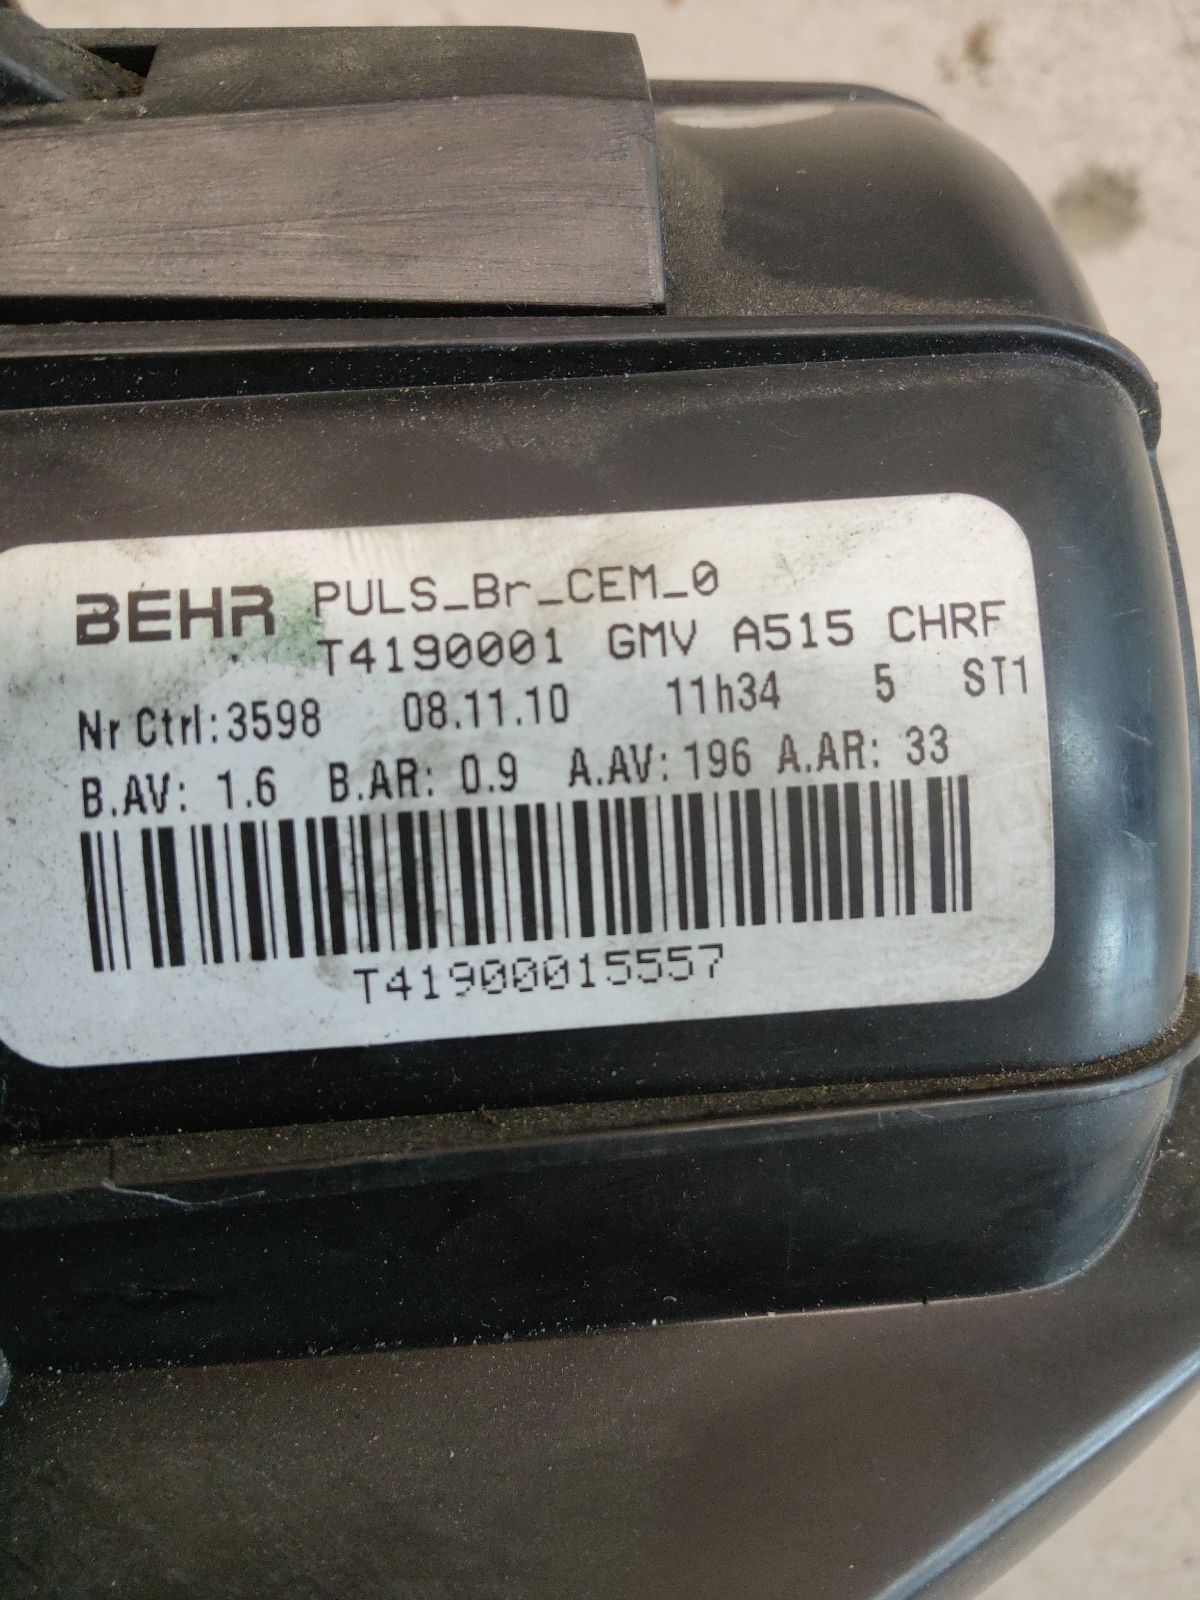 BEHR PULS_Br_CEM_0
T4190001 GMV A515 CHRF
Nr Ctrl:3598 08.11.10 11h34 5 ST1
B.AV: 1.6 B.AR: 0.9 A.AV: 196 A.AR: 33
T41900015557